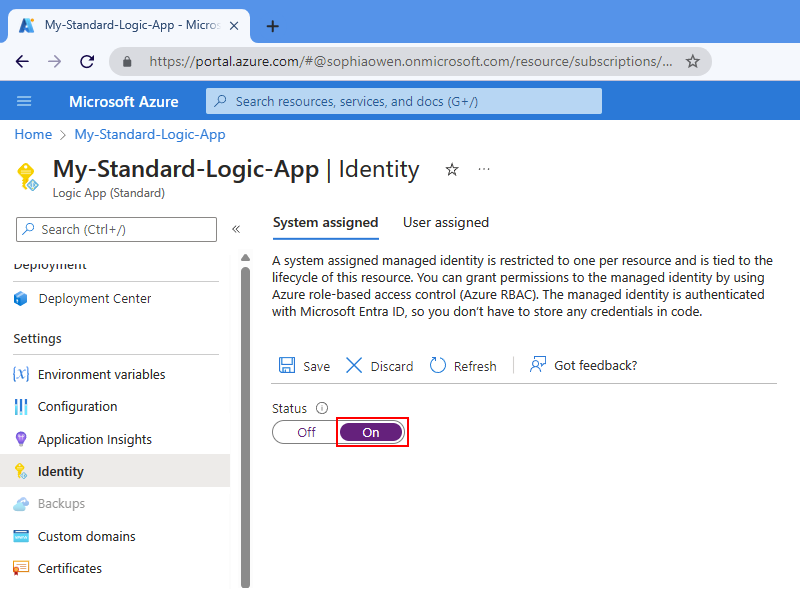 My-Standard-Logic-App - Micros
https://portal.azure.com/#@sophiaowen.onmicrosoft.com/resource/subscriptions/...
Microsoft Azure
Search resources, services, and docs (G+/)
Home > My-Standard-Logic-App
My-Standard-Logic-App | Identity
Logic App (Standard)
Search (Ctrl+/)
Deployment
Deployment Center
Settings
Environment variables
Configuration
Application Insights
Identity
Backups
Custom domains
Certificates
System assigned User assigned
A system assigned managed identity is restricted to one per resource and is tied to the
lifecycle of this resource. You can grant permissions to the managed identity by using
Azure role-based access control (Azure RBAC). The managed identity is authenticated
with Microsoft Entra ID, so you don't have to store any credentials in code.
Save Discard Refresh Got feedback?
Status
Off On